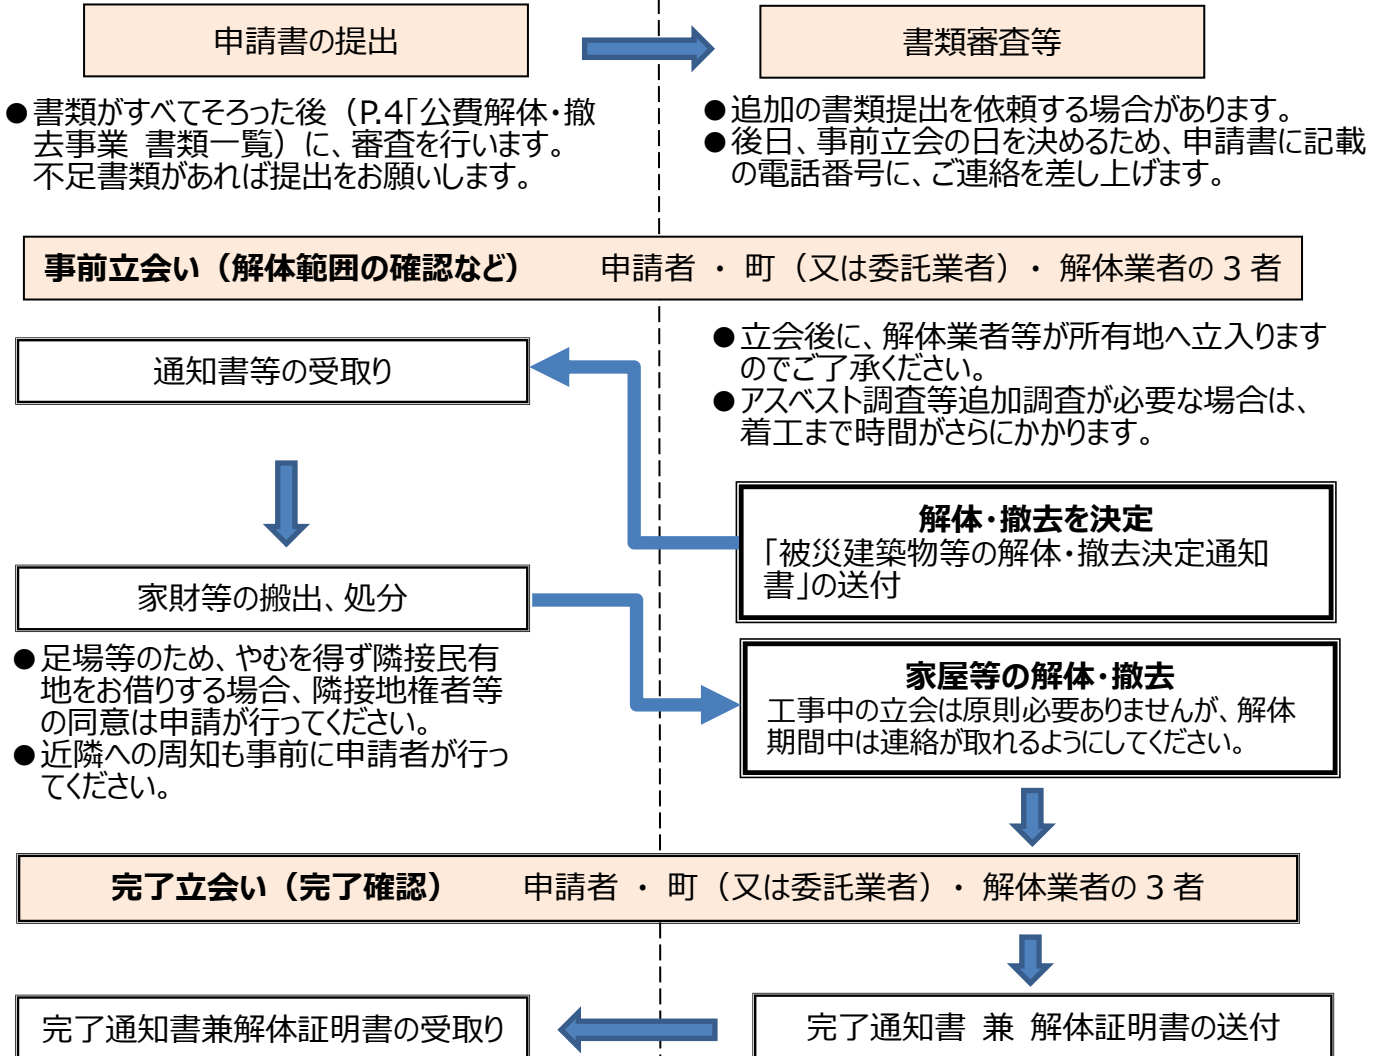 申請書の提出
書類審査等
●書類がすべてそろった後（P.4「公費解体・撤
去事業 書類一覧）に、審査を行います。
不足書類があれば提出をお願いします。
●追加の書類提出を依頼する場合があります。
●後日、事前立会の日を決めるため、申請書に記載
の電話番号に、ご連絡を差し上げます。
事前立会い（解体範囲の確認など） 申請者 ・ 町（又は委託業者）・ 解体業者の３者
通知書等の受取り
●立会後に、解体業者等が所有地へ立入ります
のでご了承ください。
●アスベスト調査等追加調査が必要な場合は、
着工まで時間がさらにかかります。
解体・撤去を決定
「被災建築物等の解体・撤去決定通知
書」の送付
家財等の搬出、処分
●足場等のため、やむを得ず隣接民有
地をお借りする場合、隣接地権者等
の同意は申請が行ってください。
●近隣への周知も事前に申請者が行っ
てください。
家屋等の解体・撤去
工事中の立会は原則必要ありませんが、解体
期間中は連絡が取れるようにしてください。
完了立会い（完了確認） 申請者 ・ 町（又は委託業者）・ 解体業者の３者
完了通知書兼解体証明書の受取り
完了通知書 兼 解体証明書の送付